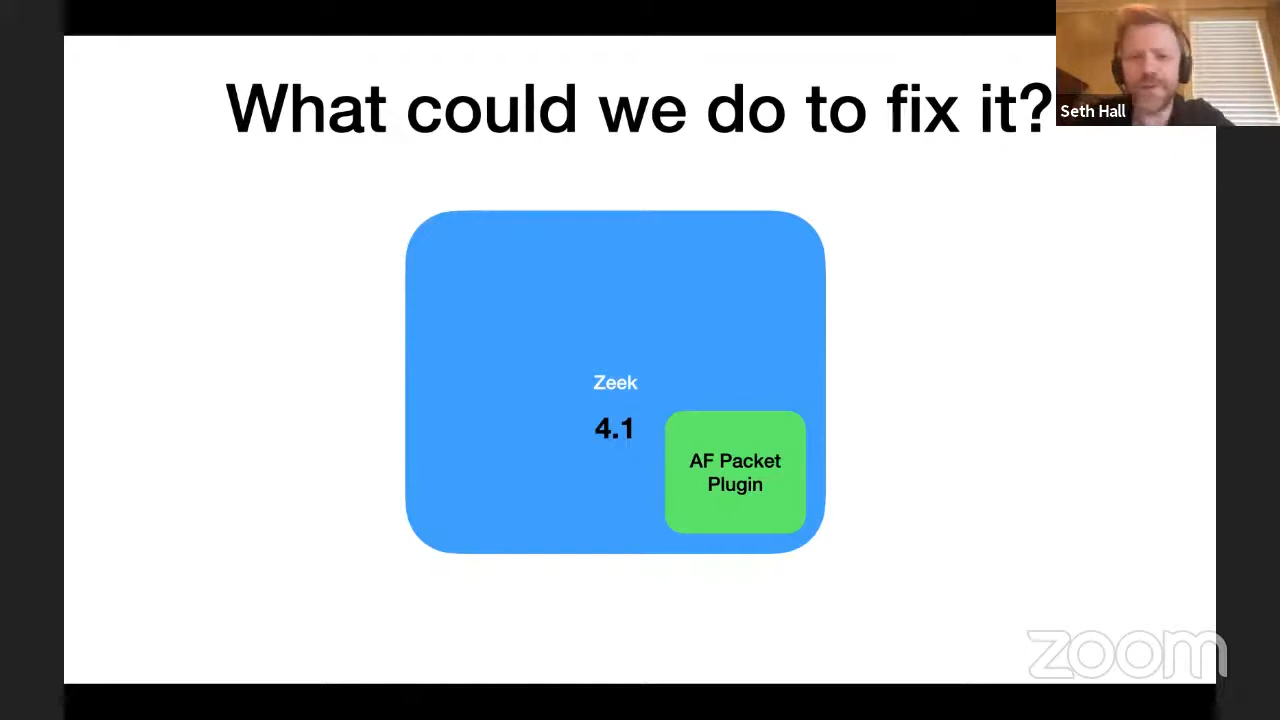 What could we do to fix it?
Seth Hall
Zeek
4.1
AF Packet
Plugin
zoom